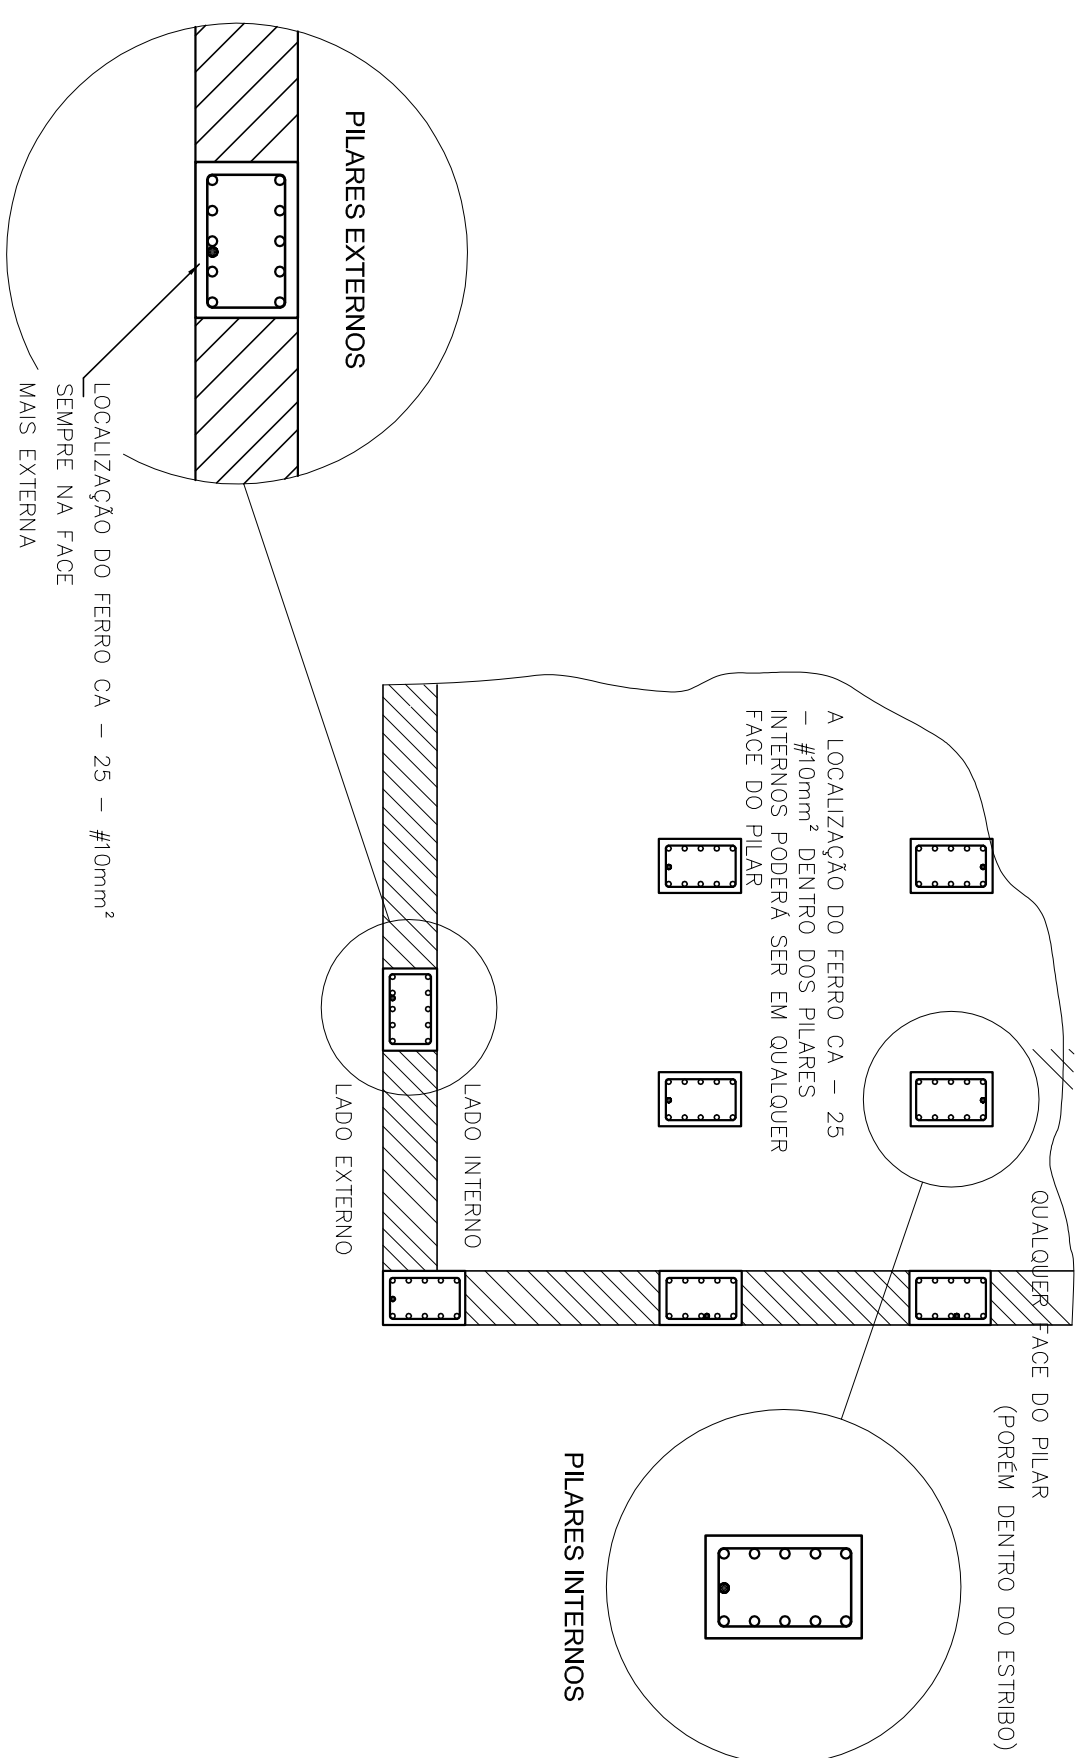 PILARES EXTERNOS
LOCALIZAÇÃO DO FERRO CA - 25 - #10mm²
SEMPRE NA FACE
MAIS EXTERNA
A LOCALIZAÇÃO DO FERRO CA - 25
- #10mm² DENTRO DOS PILARES
INTERNOS PODERÁ SER EM QUALQUER
FACE DO PILAR
LADO INTERNO
LADO EXTERNO
QUALQUER FACE DO PILAR
(PORÉM DENTRO DO ESTRIBO)
PILARES INTERNOS